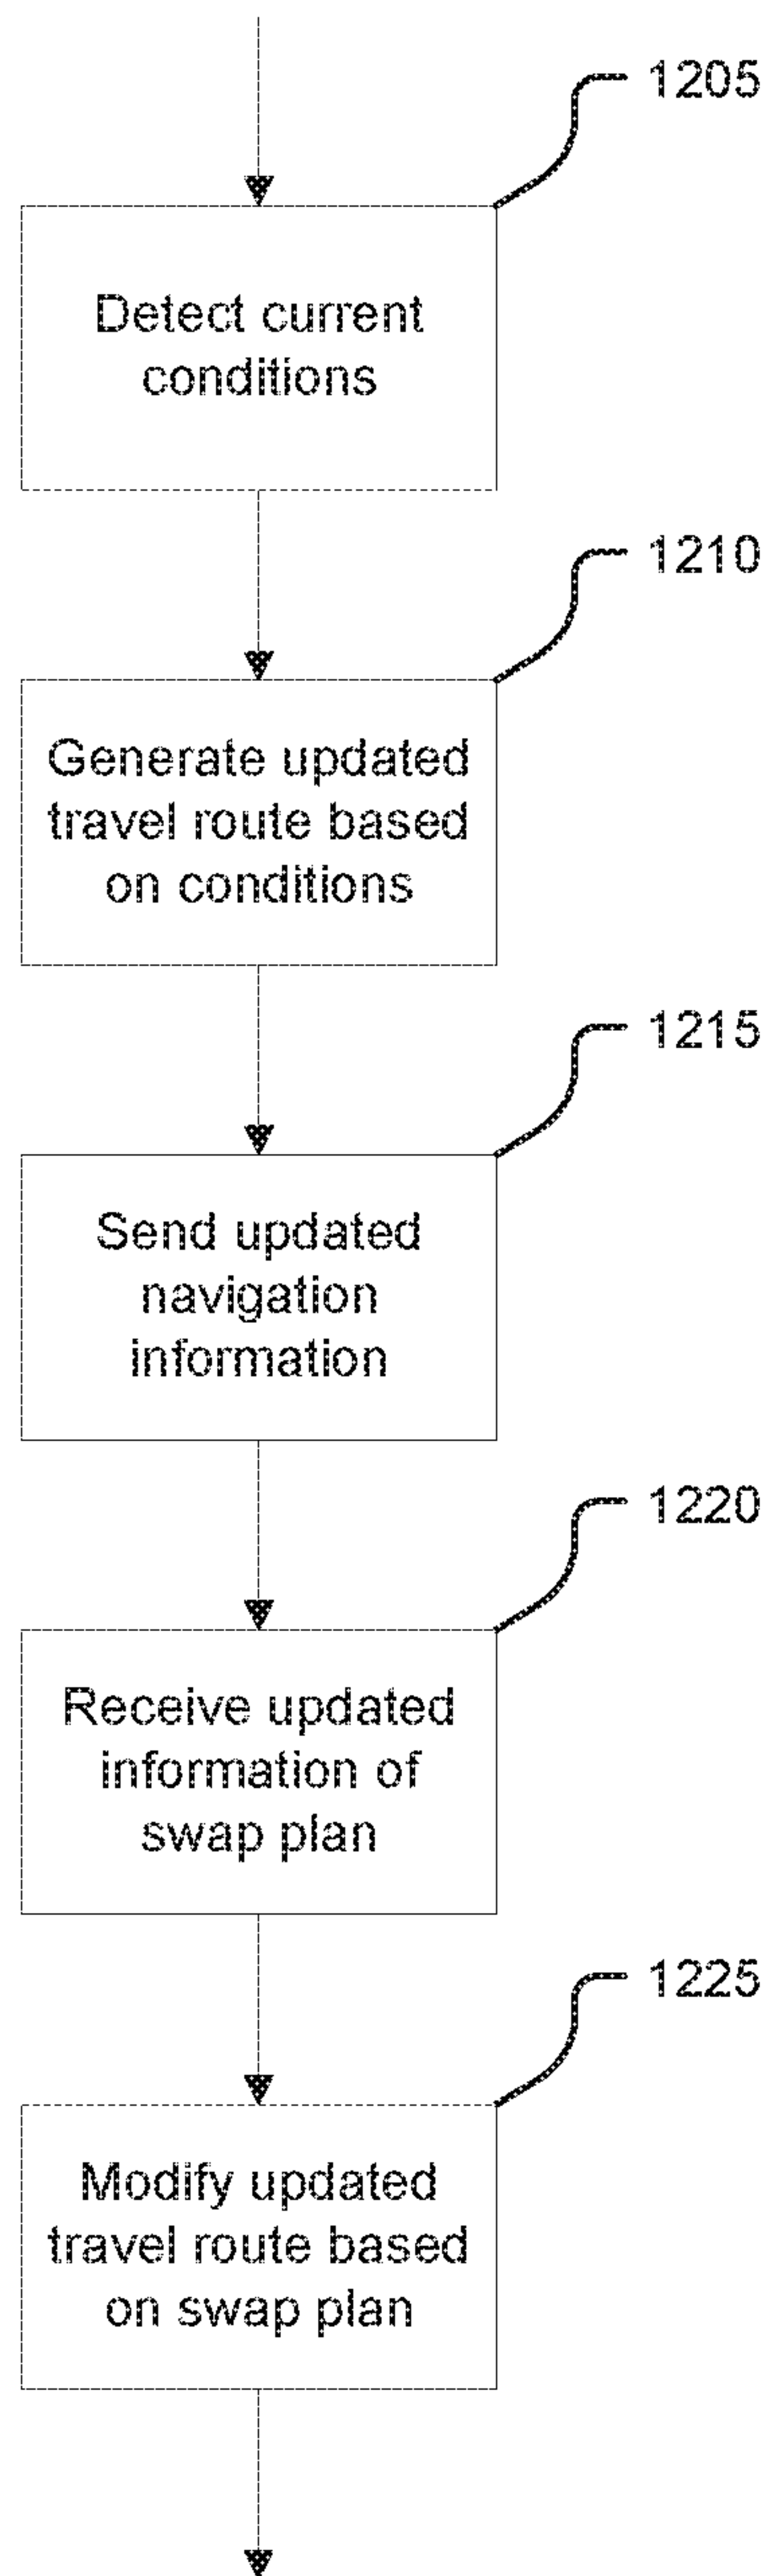 1205
Detect current
conditions
1210
Generate updated
travel route based
on conditions
1215
Send updated
navigation
information
1220
Receive updated
information of
swap plan
1225
Modify updated
travel route based
on swap plan